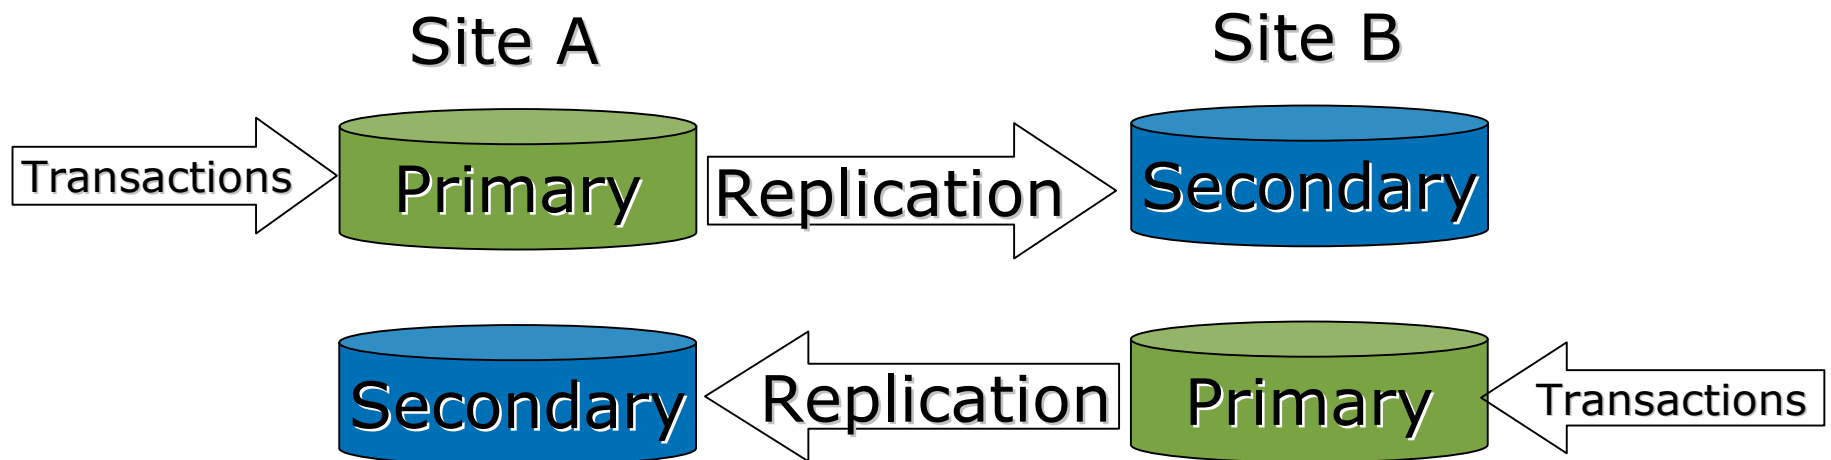 Site A
Site B
Transactions
Primary
Replication
Secondary
Secondary
Replication
Primary
Transactions